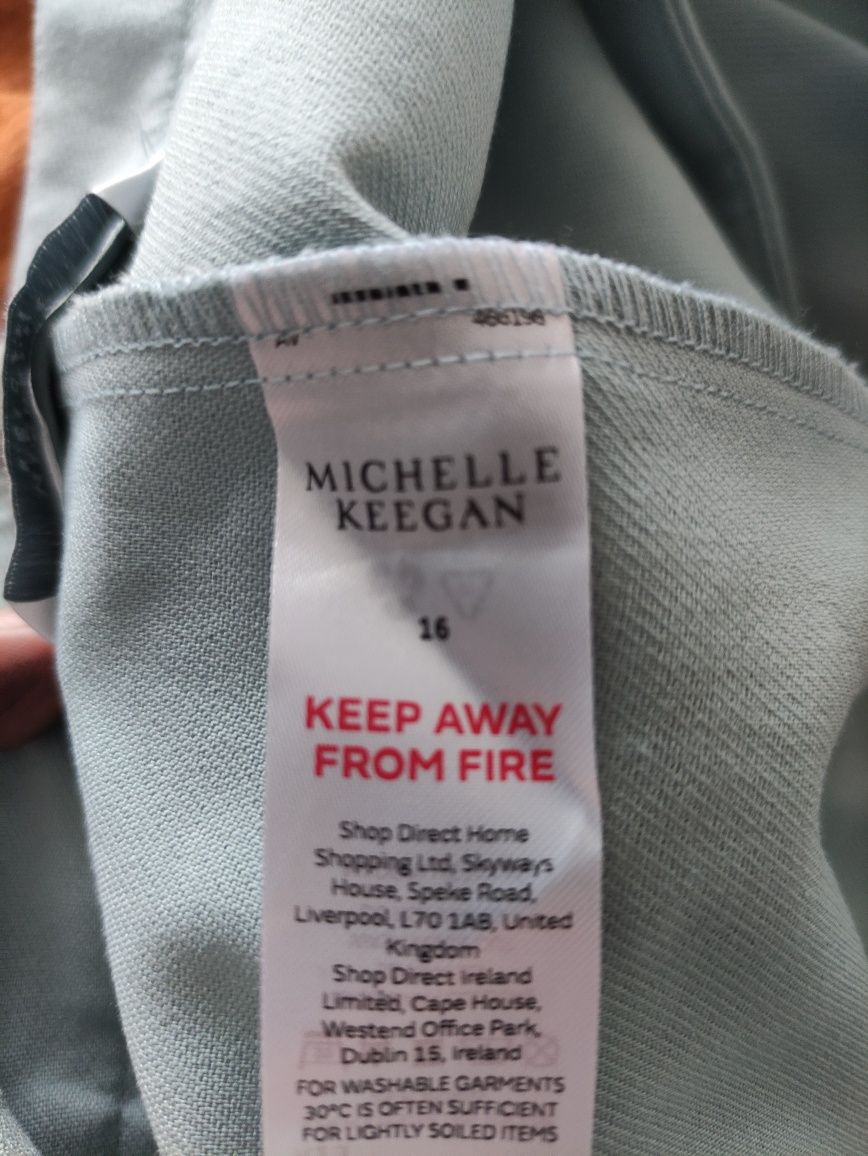 466196
MICHELLE
KEEGAN
16
KEEP AWAY
FROM FIRE
Shop Direct Home
Shopping Ltd, Skyways
House, Speke Road,
Liverpool, L70 1AB, United
Kingdom
Shop Direct Ireland
Limited, Cape House,
Westend Office Park,
Dublin 15, Ireland
FOR WASHABLE GARMENTS
30°C IS OFTEN SUFFICIENT
FOR LIGHTLY SOILED ITEMS